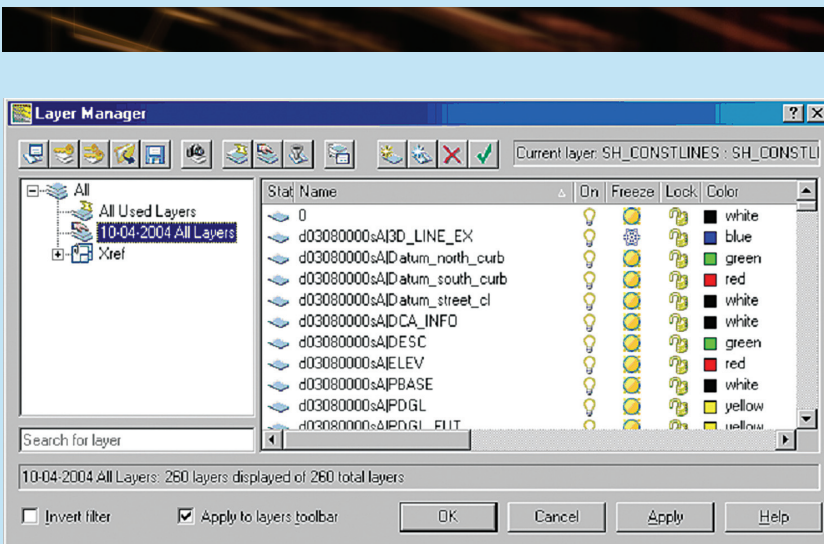 Layer Manager
Current layer: SH_CONSTLINES : SH_CONSTLI
All
All Used Layers
10-04-2004 All Layers
Xref
Stat Name On Freeze Lock Color
0 white
d03080000sA|3D_LINE_EX blue
d03080000sA|Datum_north_curb green
d03080000sA|Datum_south_curb red
d03080000sA|Datum_street_cl white
d03080000sA|DCA_INFO white
d03080000sA|DESC green
d03080000sA|ELEV red
d03080000sA|PBASE white
d03080000sA|PDGL yellow
d03080000sA|PDGL_FUT yellow
Search for layer
10-04-2004 All Layers: 260 layers displayed of 260 total layers
Invert filter Apply to layers toolbar OK Cancel Apply Help